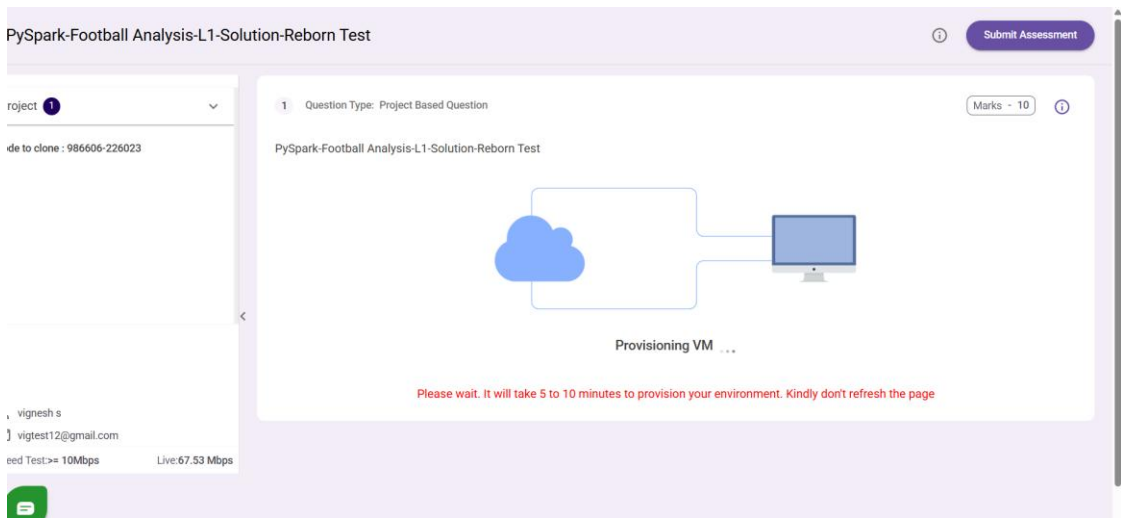 PySpark-Football Analysis-L1-Solution-Reborn Test
Submit Assessment
roject 1
ode to clone : 986606-226023
1 Question Type: Project Based Question
Marks - 10
PySpark-Football Analysis-L1-Solution-Reborn Test
Provisioning VM ...
Please wait. It will take 5 to 10 minutes to provision your environment. Kindly don't refresh the page
vignesh s
vigtest12@gmail.com
eed Test:>= 10Mbps Live:67.53 Mbps